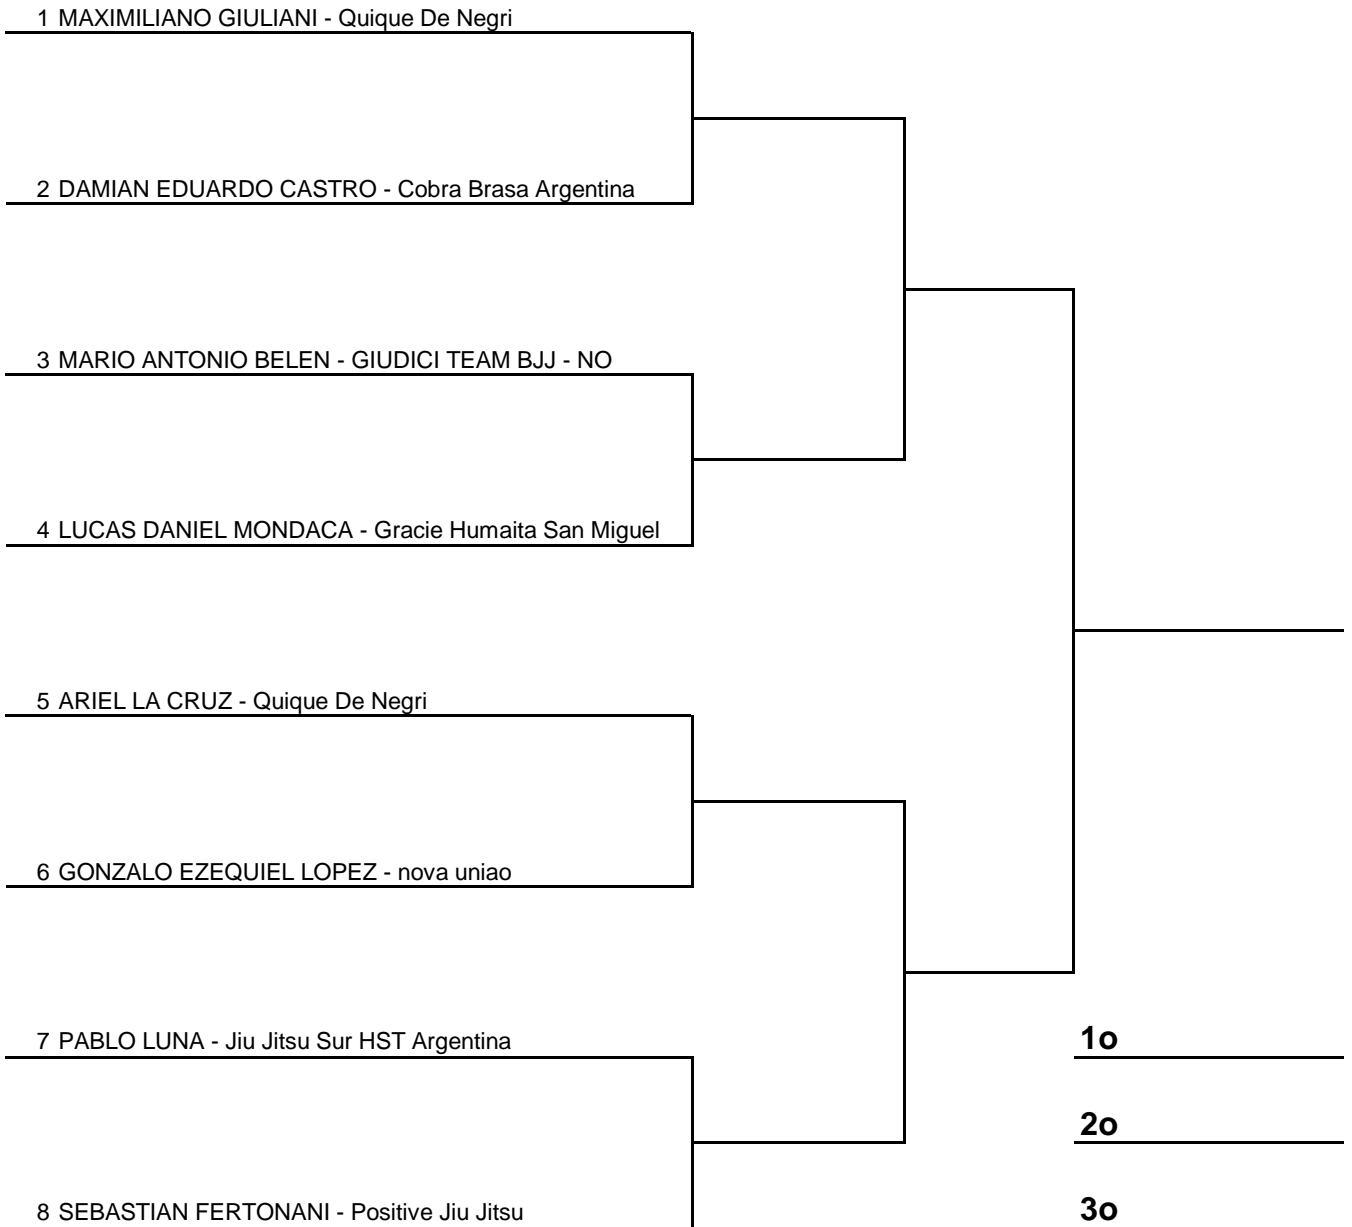 1 MAXIMILIANO GIULIANI - Quique De Negri
2 DAMIAN EDUARDO CASTRO - Cobra Brasa Argentina
3 MARIO ANTONIO BELEN - GIUDICI TEAM BJJ - NO
4 LUCAS DANIEL MONDACA - Gracie Humaita San Miguel
5 ARIEL LA CRUZ - Quique De Negri
6 GONZALO EZEQUIEL LOPEZ - nova uniao
7 PABLO LUNA - Jiu Jitsu Sur HST Argentina
1o
2o
8 SEBASTIAN FERTONANI - Positive Jiu Jitsu
3o